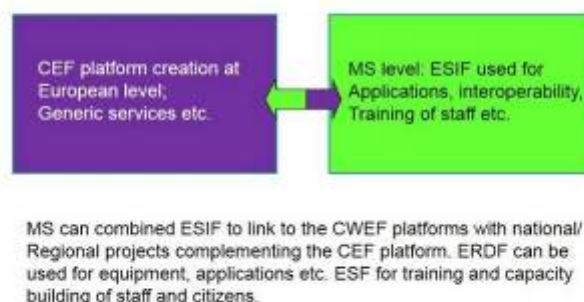 CEF platform creation at
European level;
Generic services etc.
MS level: ESIF used for
Applications, interoperability,
Training of staff etc.
MS can combined ESIF to link to the CWEF platforms with national/
Regional projects complementing the CEF platform. ERDF can be
used for equipment, applications etc. ESF for training and capacity
building of staff and citizens.